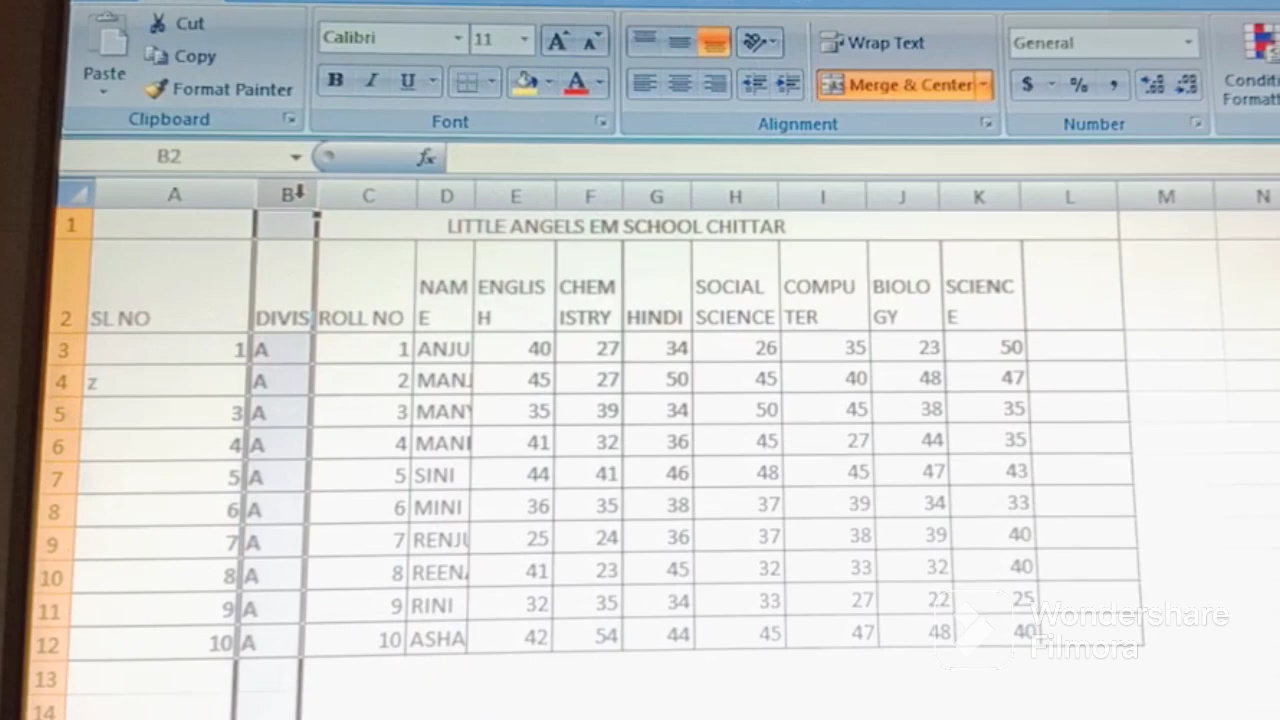 Cut
Copy
Format Painter
Paste
Clipboard
Calibri 11
B I U A
Font
Wrap Text
Merge & Center
Alignment
General
$ % ,
Number
B2 fx
A B C D E F G H I J K L M N
1 LITTLE ANGELS EM SCHOOL CHITTAR
2 SL NO DIVIS ROLL NO NAM E ENGLIS H CHEM ISTRY HINDI SOCIAL SCIENCE COMPU TER BIOLO GY SCIENC E
3 1 A 1 ANJU 40 27 34 26 35 23 50
4 z A 2 MAN 45 27 50 45 40 48 47
5 3 A 3 MAN 35 39 34 50 45 38 35
6 4 A 4 MAN 41 32 36 45 27 44 35
7 5 A 5 SINI 44 41 46 48 45 47 43
8 6 A 6 MINI 36 35 38 37 39 34 33
9 7 A 7 RENJU 25 24 36 37 38 39 40
10 8 A 8 REEN 41 23 45 32 33 32 40
11 9 A 9 RINI 32 35 34 33 27 22 25
12 10 A 10 ASHA 42 54 44 45 47 48 40
13
14
Wondershare
Filmora